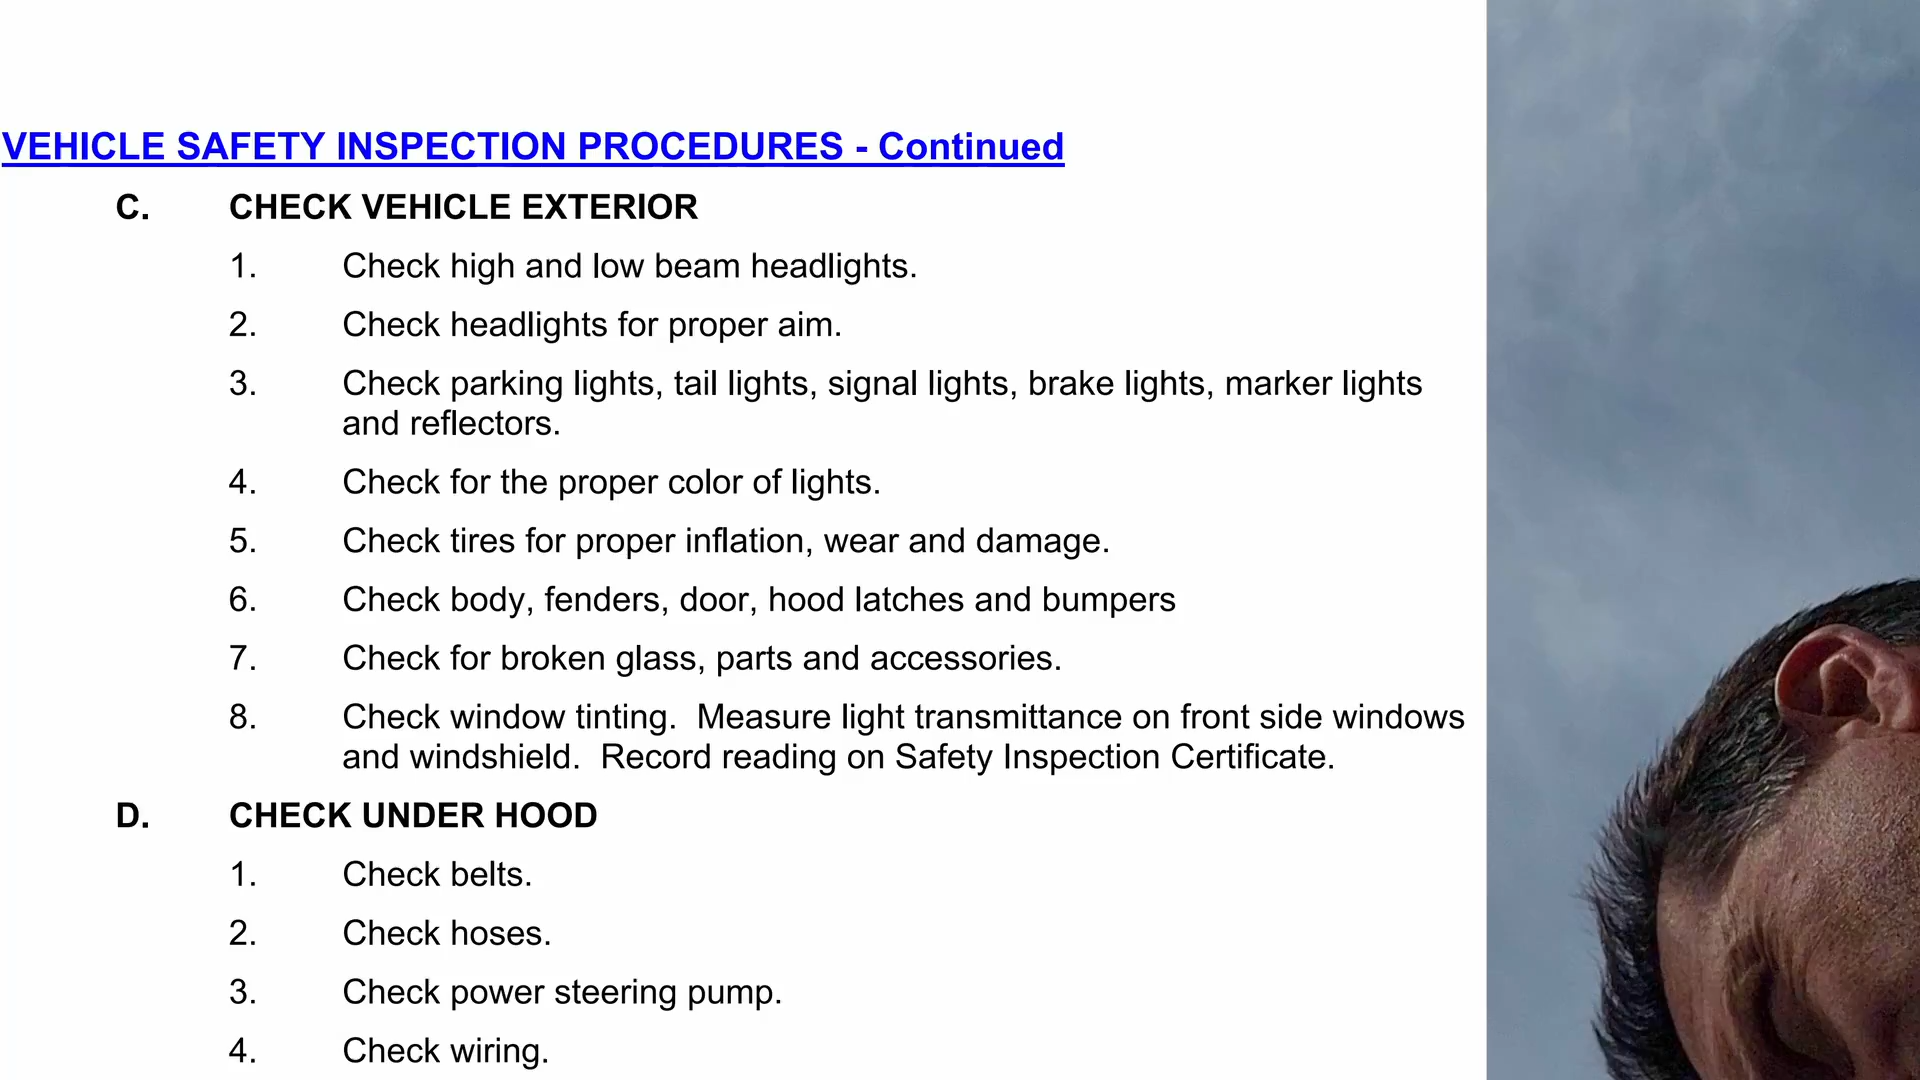 VEHICLE SAFETY INSPECTION PROCEDURES - Continued
C. CHECK VEHICLE EXTERIOR
1. Check high and low beam headlights.
2. Check headlights for proper aim.
3. Check parking lights, tail lights, signal lights, brake lights, marker lights
and reflectors.
4. Check for the proper color of lights.
5. Check tires for proper inflation, wear and damage.
6. Check body, fenders, door, hood latches and bumpers
7. Check for broken glass, parts and accessories.
8. Check window tinting.  Measure light transmittance on front side windows
and windshield.  Record reading on Safety Inspection Certificate.
D. CHECK UNDER HOOD
1. Check belts.
2. Check hoses.
3. Check power steering pump.
4. Check wiring.